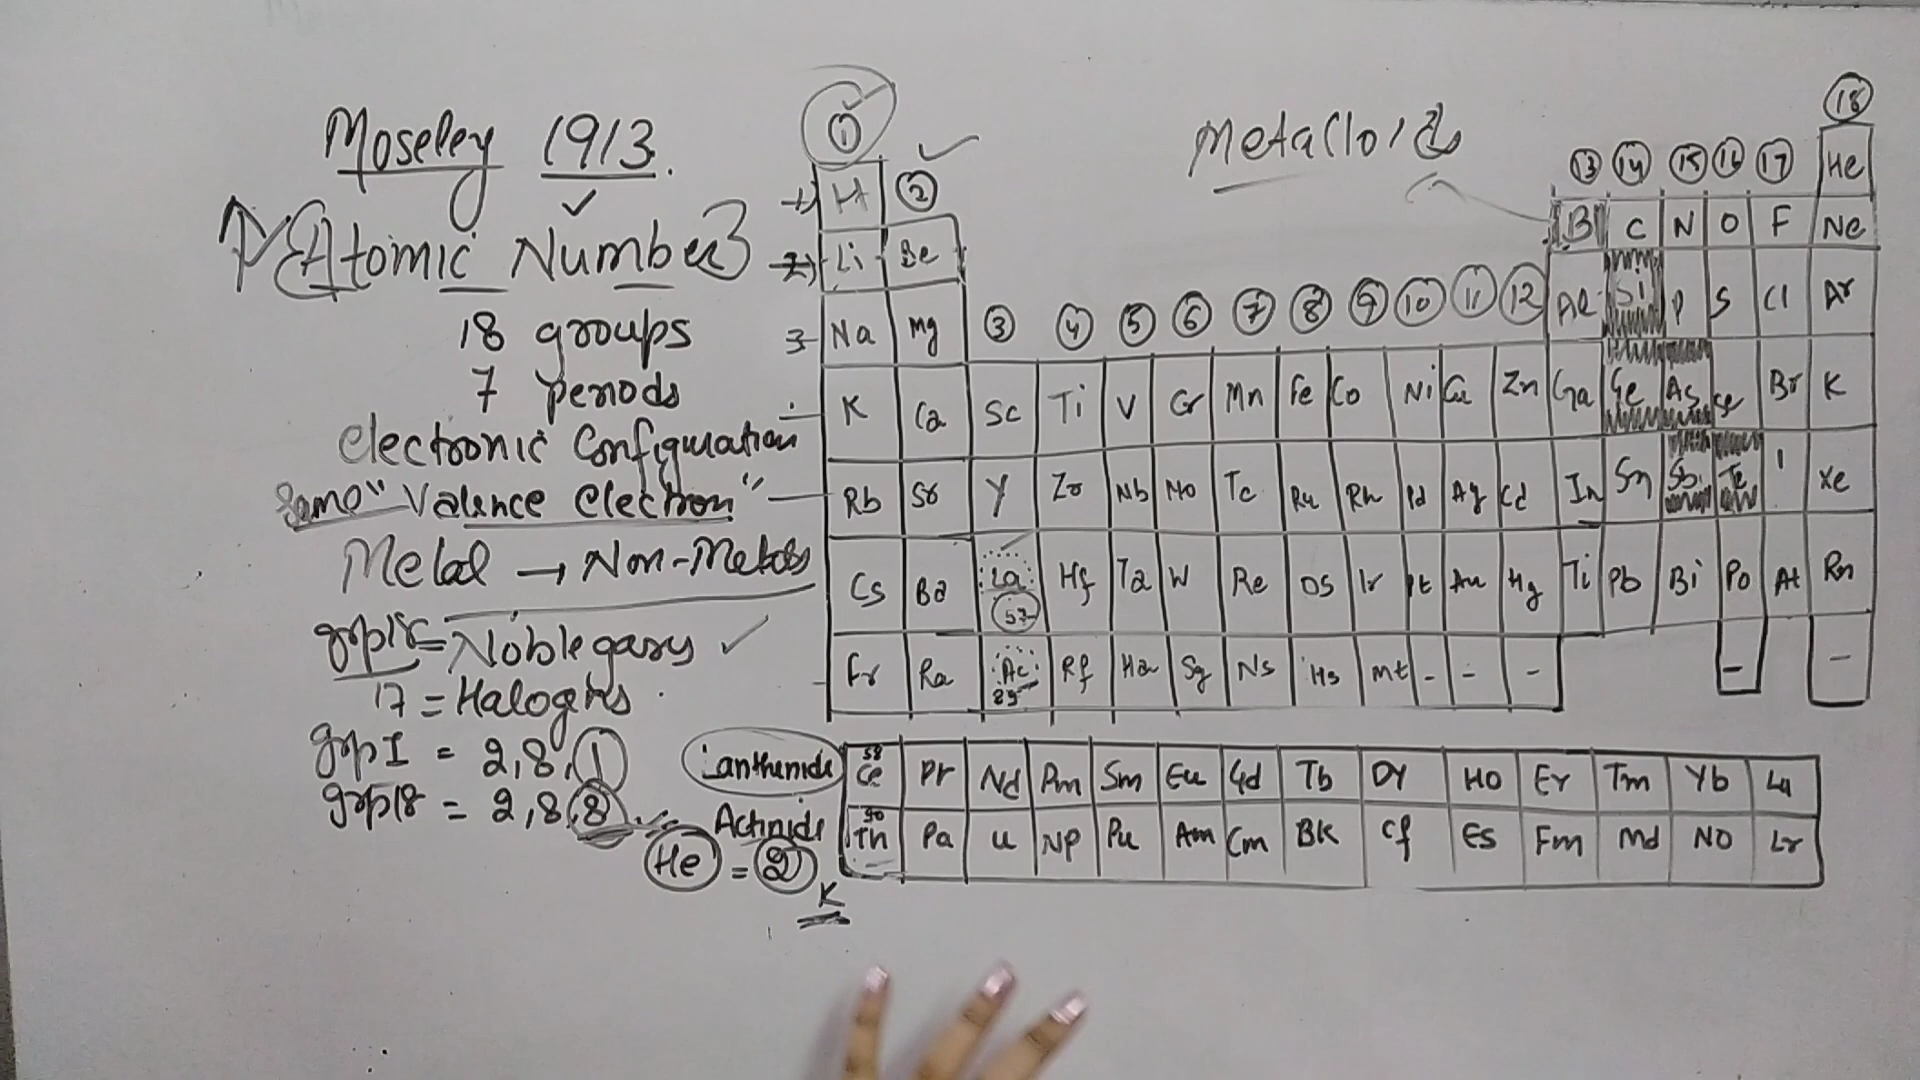 Moseley 1913.
Atomic Number
18 groups
7 periods
Electronic Configuration
Same "Valence electron"
Metal → Non-Metals
grp18 = Noble gases
17 = Halogens
grp I = 2,8,1
grp18 = 2,8,8
He = 2
K
Metalloids
1 18
2 13 14 15 16 17
1) H He
2) Li Be B C N O F Ne
3 4 5 6 7 8 9 10 11 12
3 Na Mg Al Si P S Cl Ar
K Ca Sc Ti V Cr Mn Fe Co Ni Cu Zn Ga Ge As Se Br K
Rb Sr Y Zr Nb Mo Tc Ru Rh Pd Ag Cd In Sn Sb Te I Xe
Cs Ba La Hf Ta W Re Os Ir Pt Au Hg Ti Pb Bi Po At Rn
57
Fr Ra Ac Rf Ha Sg Ns Hs Mt - - - - -
89
58
Lanthenide Ce Pr Nd Pm Sm Eu Gd Tb DY HO Er Tm Yb Lu
90
Actinide Th Pa U NP Pu Am Cm BK Cf ES Fm Md NO Lr